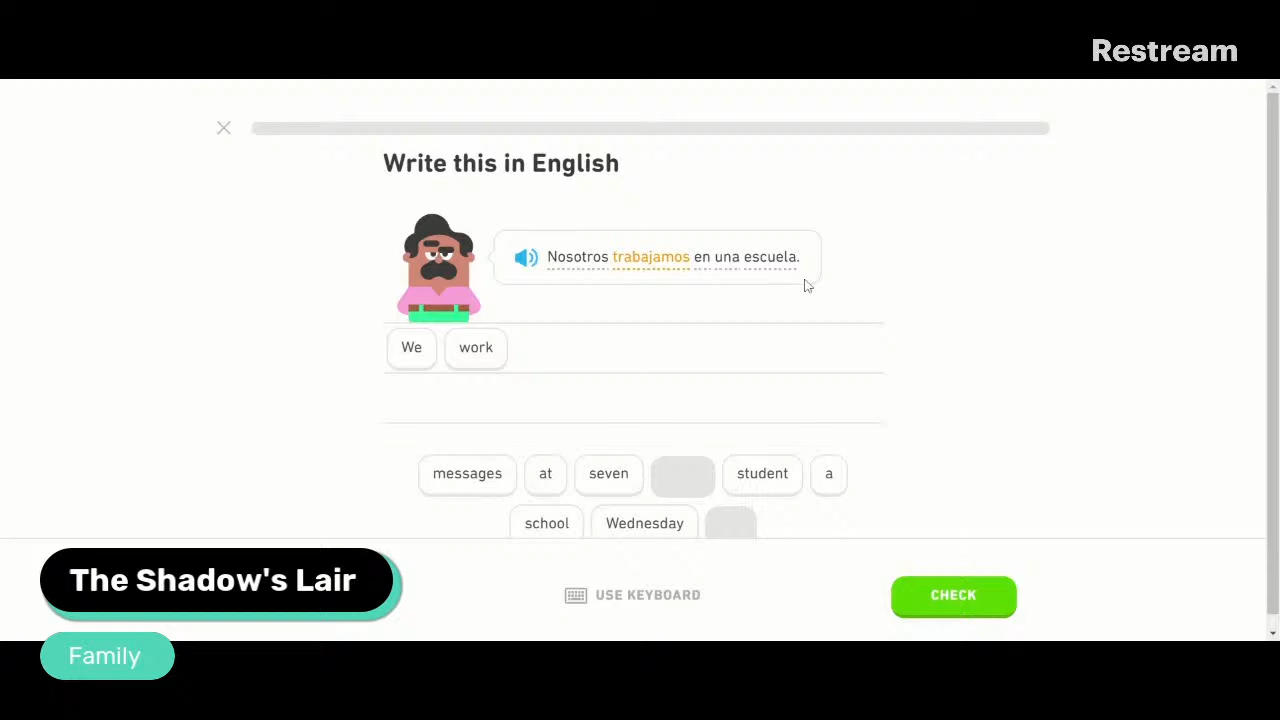 Restream
Write this in English
Nosotros trabajamos en una escuela.
We work
messages at seven student a
school Wednesday
The Shadow's Lair
USE KEYBOARD
CHECK
Family